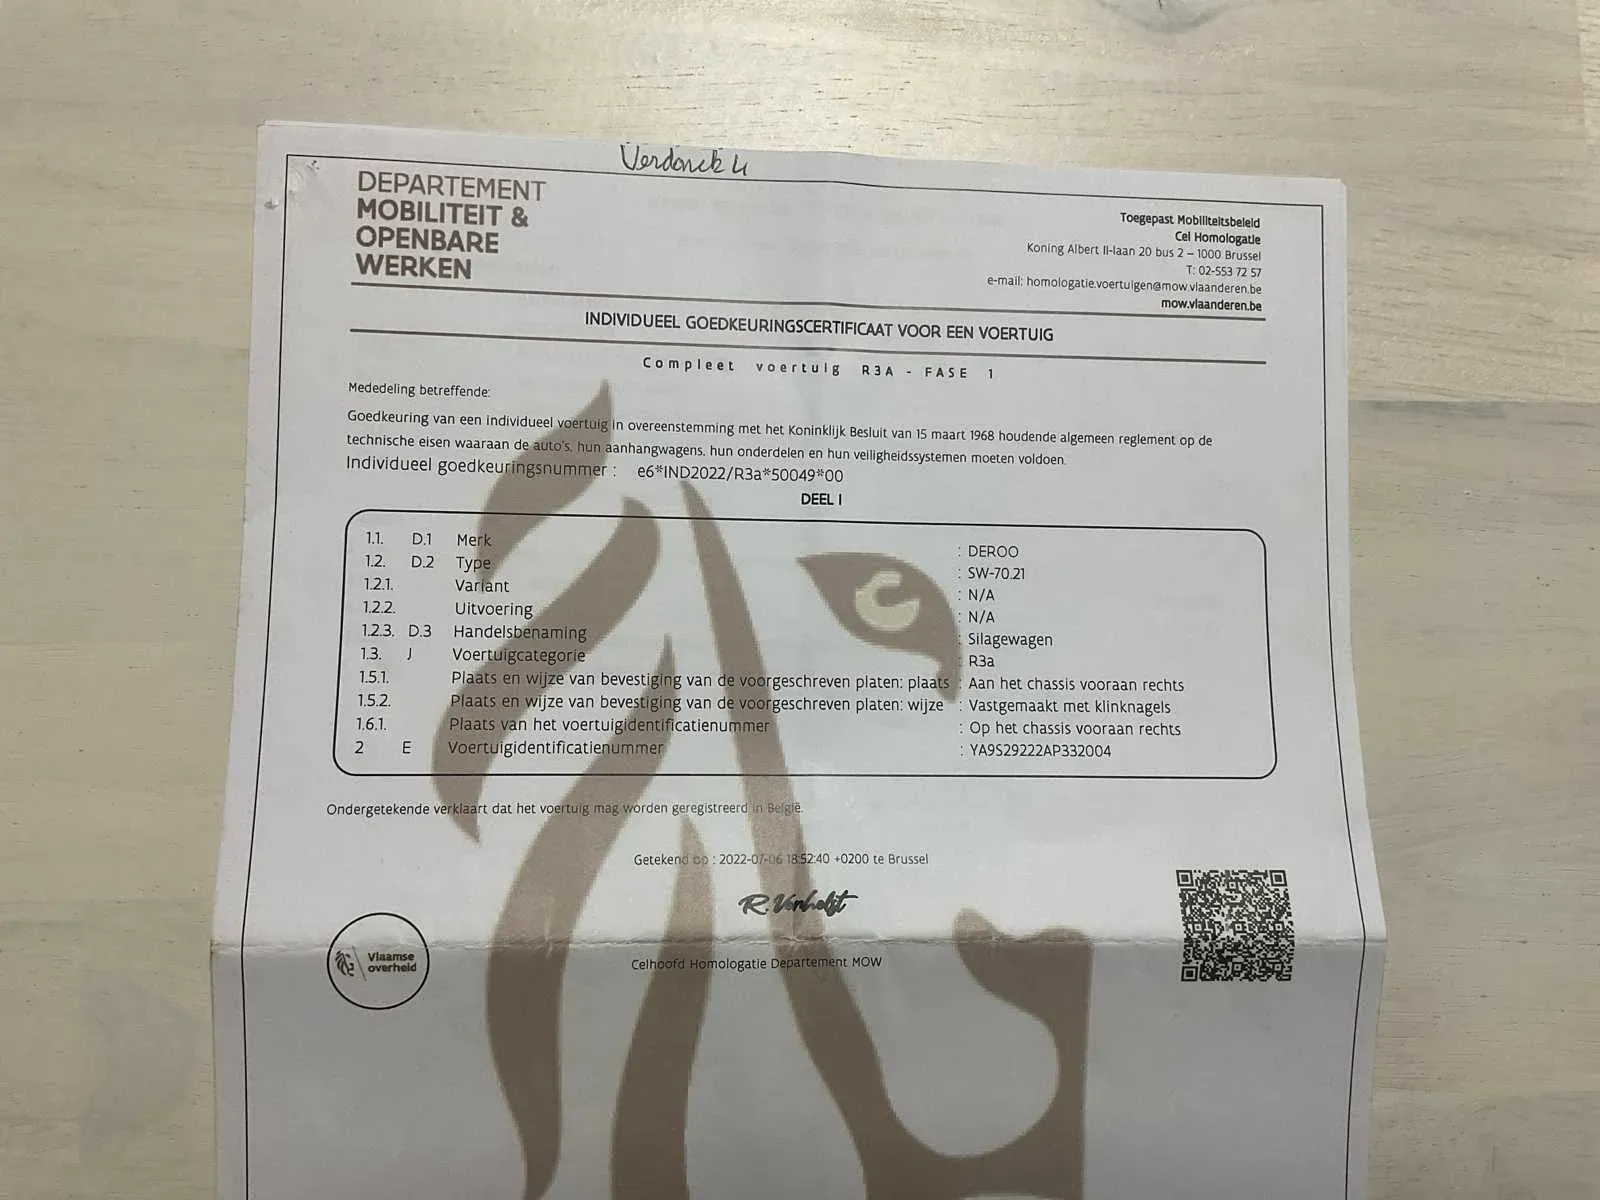 Verdonck
DEPARTEMENT
MOBILITEIT &
OPENBARE
WERKEN
Toegepast Mobiliteitsbeleid
Cel Homologatie
Koning Albert II-laan 20 bus 2 – 1000 Brussel
T: 02-553 72 57
e-mail: homologatie.voertuigen@mow.vlaanderen.be
mow.vlaanderen.be
INDIVIDUEEL GOEDKEURINGSCERTIFICAAT VOOR EEN VOERTUIG
Compleet voertuig R3A - FASE 1
Mededeling betreffende:
Goedkeuring van een individueel voertuig in overeenstemming met het Koninklijk Besluit van 15 maart 1968 houdende algemeen reglement op de
technische eisen waaraan de auto's, hun aanhangwagens, hun onderdelen en hun veiligheidssystemen moeten voldoen.
Individueel goedkeuringsnummer : e6*IND2022/R3a*50049*00
DEEL I
1.1. D.1 Merk : DEROO
1.2. D.2 Type : SW-70.21
1.2.1. Variant : N/A
1.2.2. Uitvoering : N/A
1.2.3. D.3 Handelsbenaming : Silagewagen
1.3. J Voertuigcategorie : R3a
1.5.1. Plaats en wijze van bevestiging van de voorgeschreven platen: plaats : Aan het chassis vooraan rechts
1.5.2. Plaats en wijze van bevestiging van de voorgeschreven platen: wijze : Vastgemaakt met klinknagels
1.6.1. Plaats van het voertuigidentificatienummer : Op het chassis vooraan rechts
2 E Voertuigidentificatienummer : YA9S29222AP332004
Ondergetekende verklaart dat het voertuig mag worden geregistreerd in België.
Getekend op : 2022-07-06 18:52:40 +0200 te Brussel
R. Vanholst
Celhoofd Homologatie Departement MOW
Vlaamse
overheid